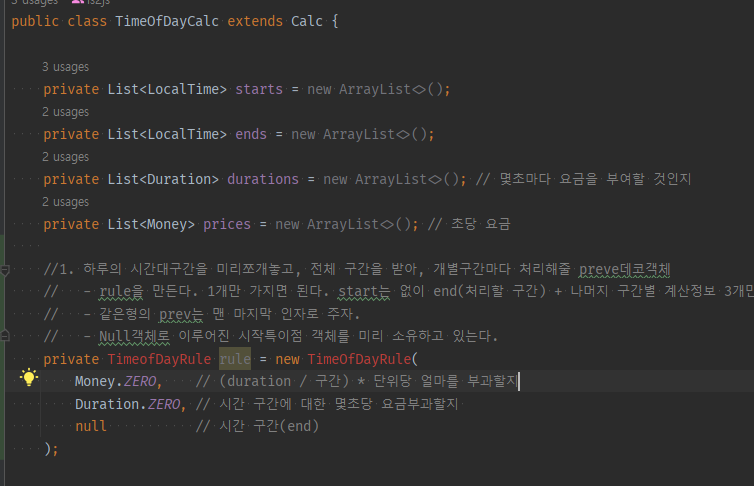 3 usages is2js
public class TimeOfDayCalc extends Calc {
3 usages
private List<LocalTime> starts = new ArrayList<>();
2 usages
private List<LocalTime> ends = new ArrayList<>();
2 usages
private List<Duration> durations = new ArrayList<>(); // 몇초마다 요금을 부여할 것인지
2 usages
private List<Money> prices = new ArrayList<>(); // 초당 요금
//1. 하루의 시간대구간을 미리쪼개놓고, 전체 구간을 받아, 개별구간마다 처리해줄 preve데코객체
// - rule을 만든다. 1개만 가지면 된다. start는 없이 end(처리할 구간) + 나머지 구간별 계산정보 3개만
// - 같은형의 prev는 맨 마지막 인자로 주자.
// - Null객체로 이루어진 시작특이점 객체를 미리 소유하고 있는다.
private TimeofDayRule rule = new TimeOfDayRule(
Money.ZERO, // (duration / 구간) * 단위당 얼마를 부과할지
Duration.ZERO, // 시간 구간에 대한 몇초당 요금부과할지
null // 시간 구간(end)
);